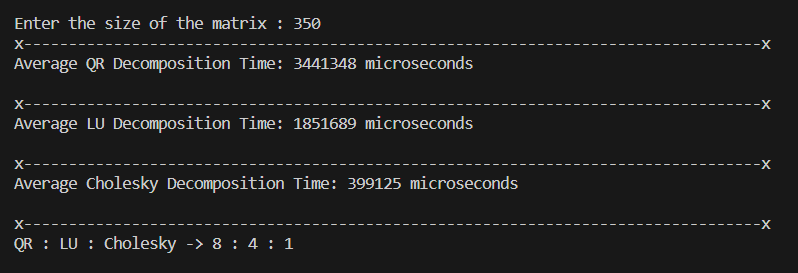 Enter the size of the matrix : 350
x----------------------------------------------------------------------------------x
Average QR Decomposition Time: 3441348 microseconds
x----------------------------------------------------------------------------------x
Average LU Decomposition Time: 1851689 microseconds
x----------------------------------------------------------------------------------x
Average Cholesky Decomposition Time: 399125 microseconds
x----------------------------------------------------------------------------------x
QR : LU : Cholesky -> 8 : 4 : 1